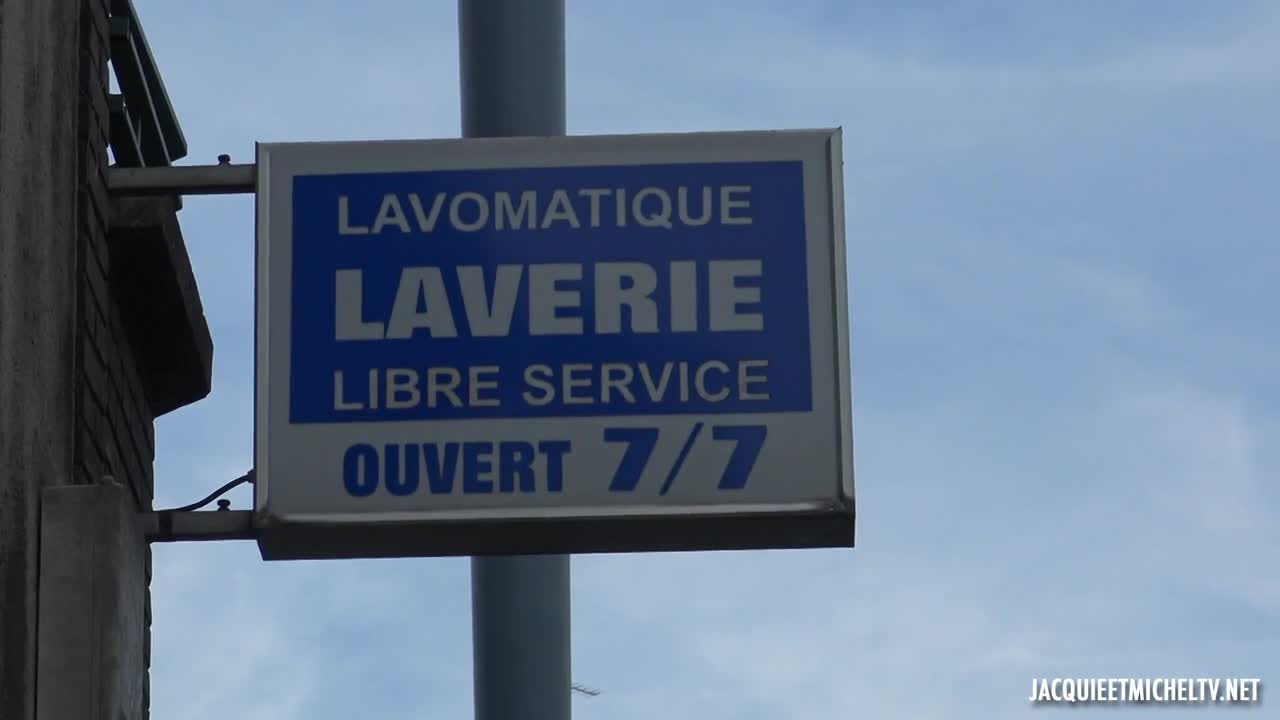 LAVOMATIQUE
LAVERIE
LIBRE SERVICE
OUVERT 7/7
JACQUIEETMICHELTV.NET